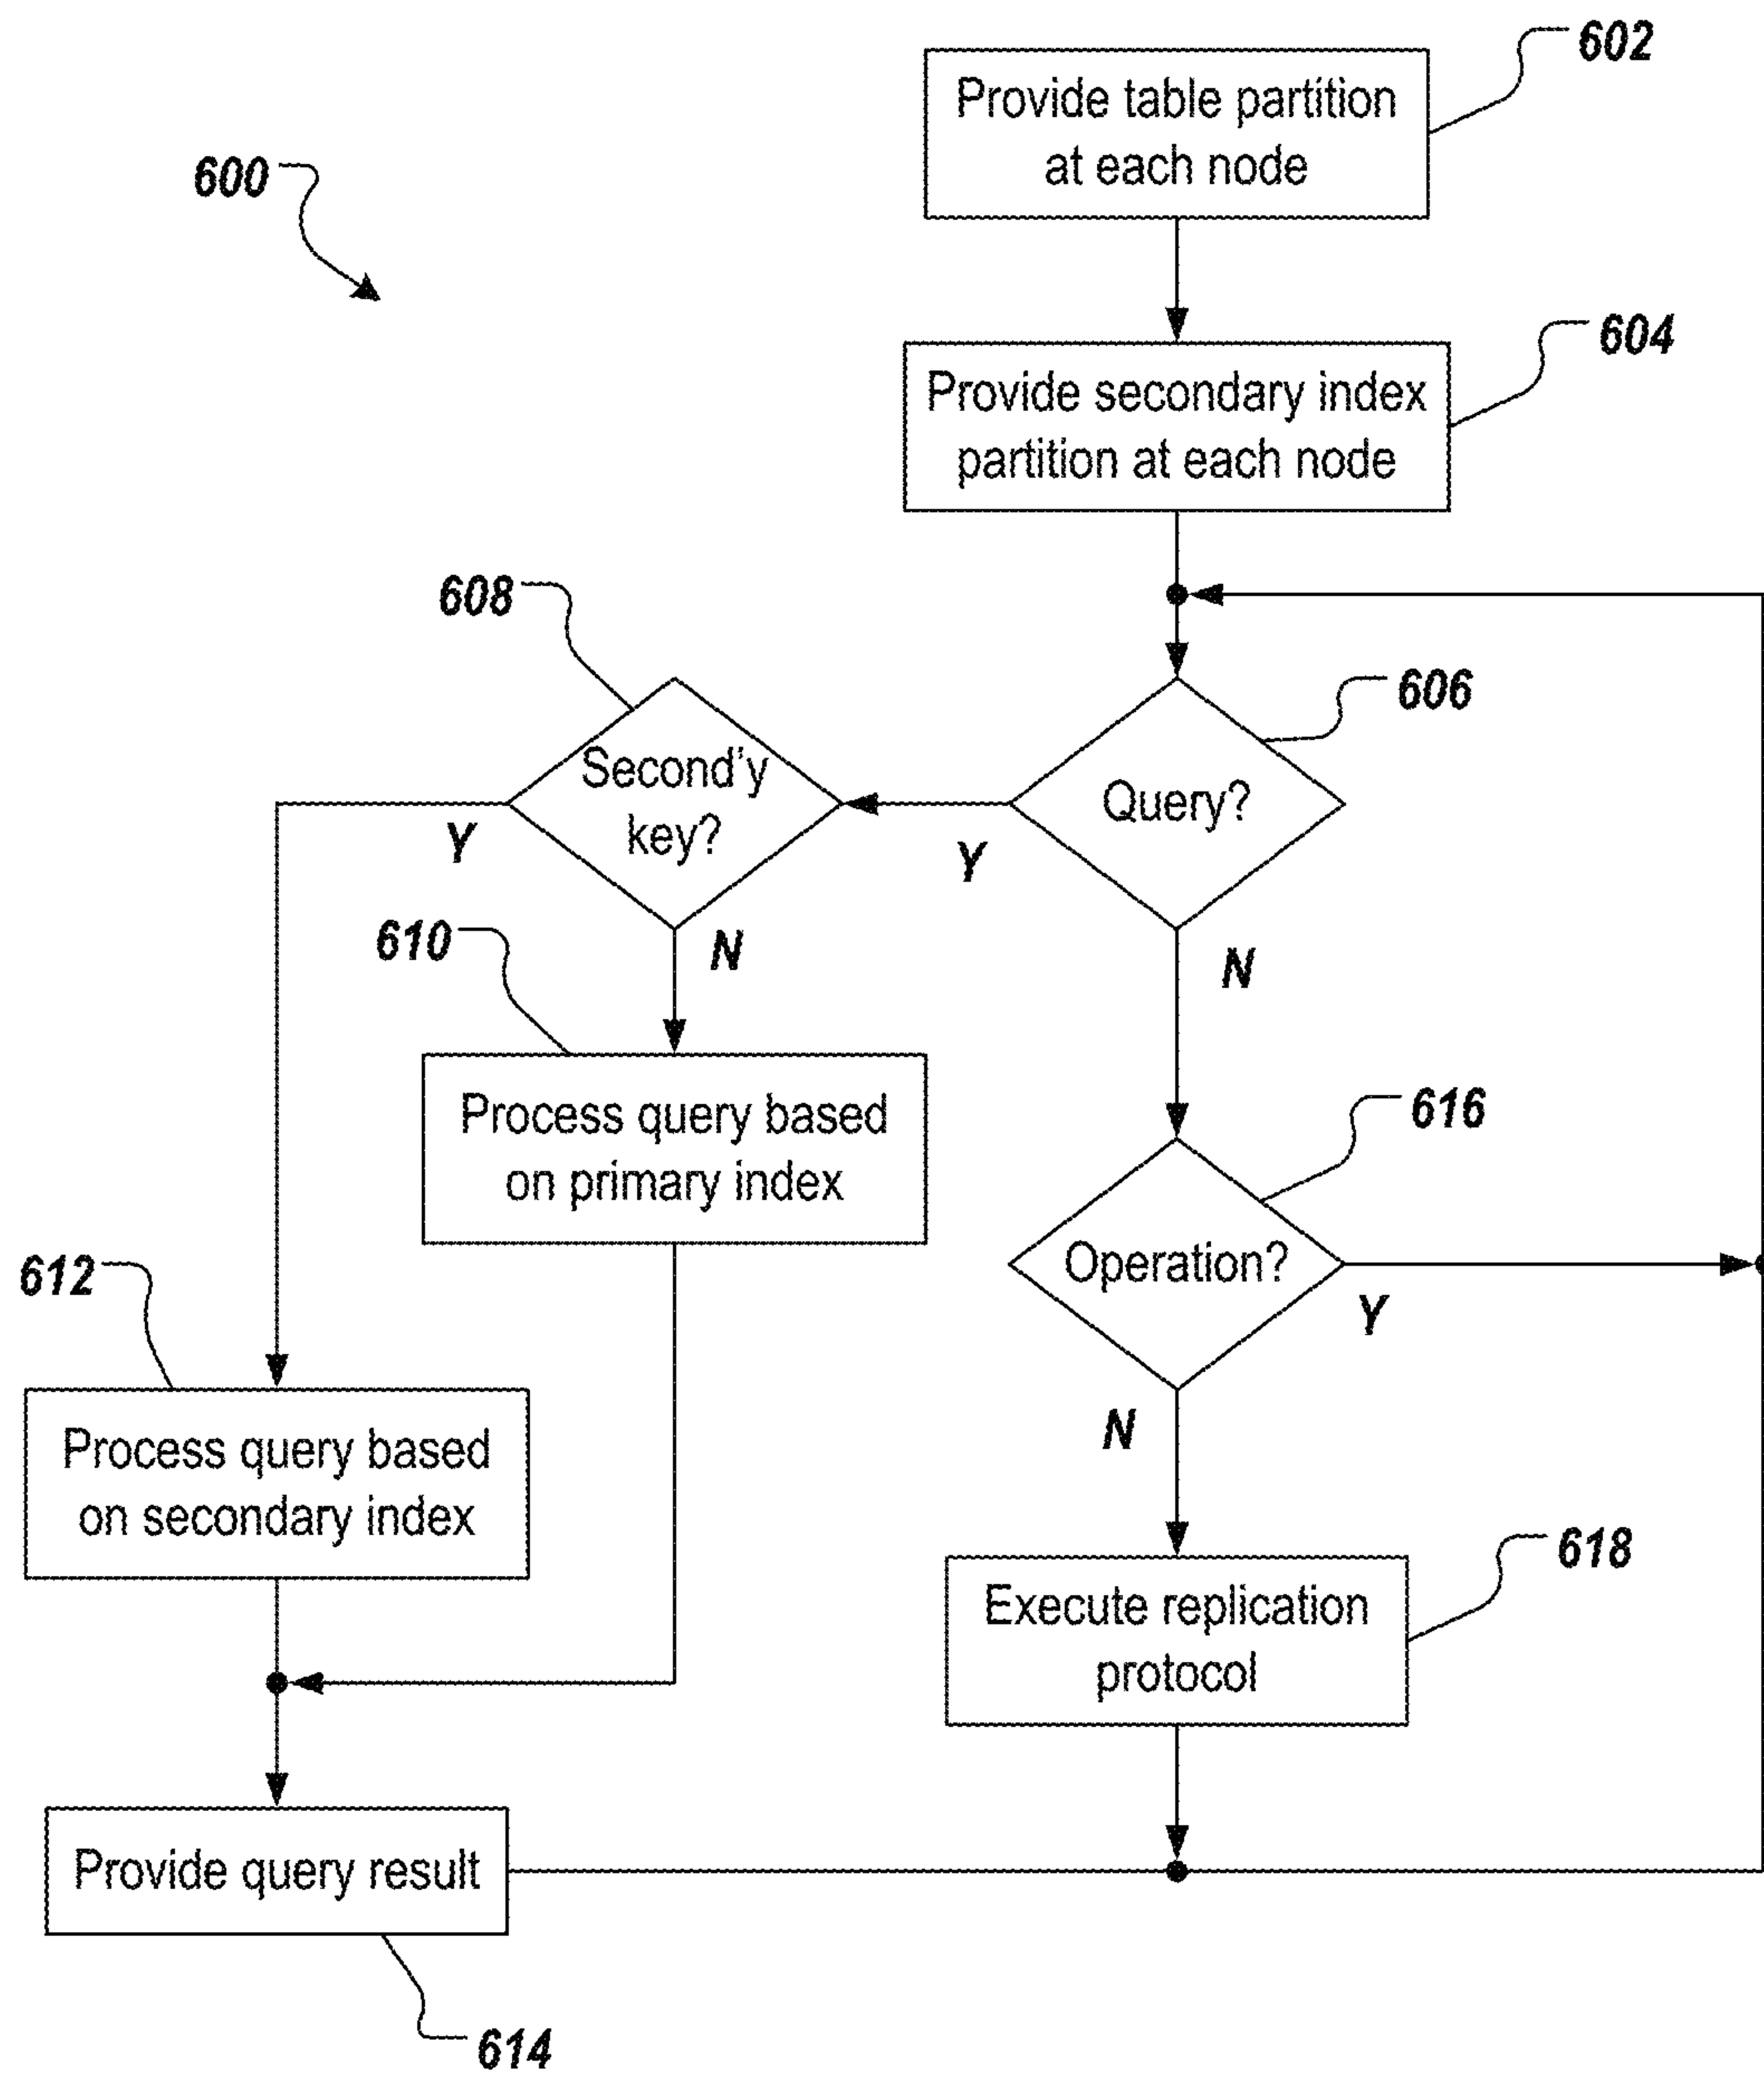 602
Provide table partition
at each node
600
604
Provide secondary index
partition at each node
608
606
Second'y
key?
Query?
Y
Y
610
N
N
Process query based
on primary index
616
Operation?
Y
612
Process query based
on secondary index
N
618
Execute replication
protocol
Provide query result
614